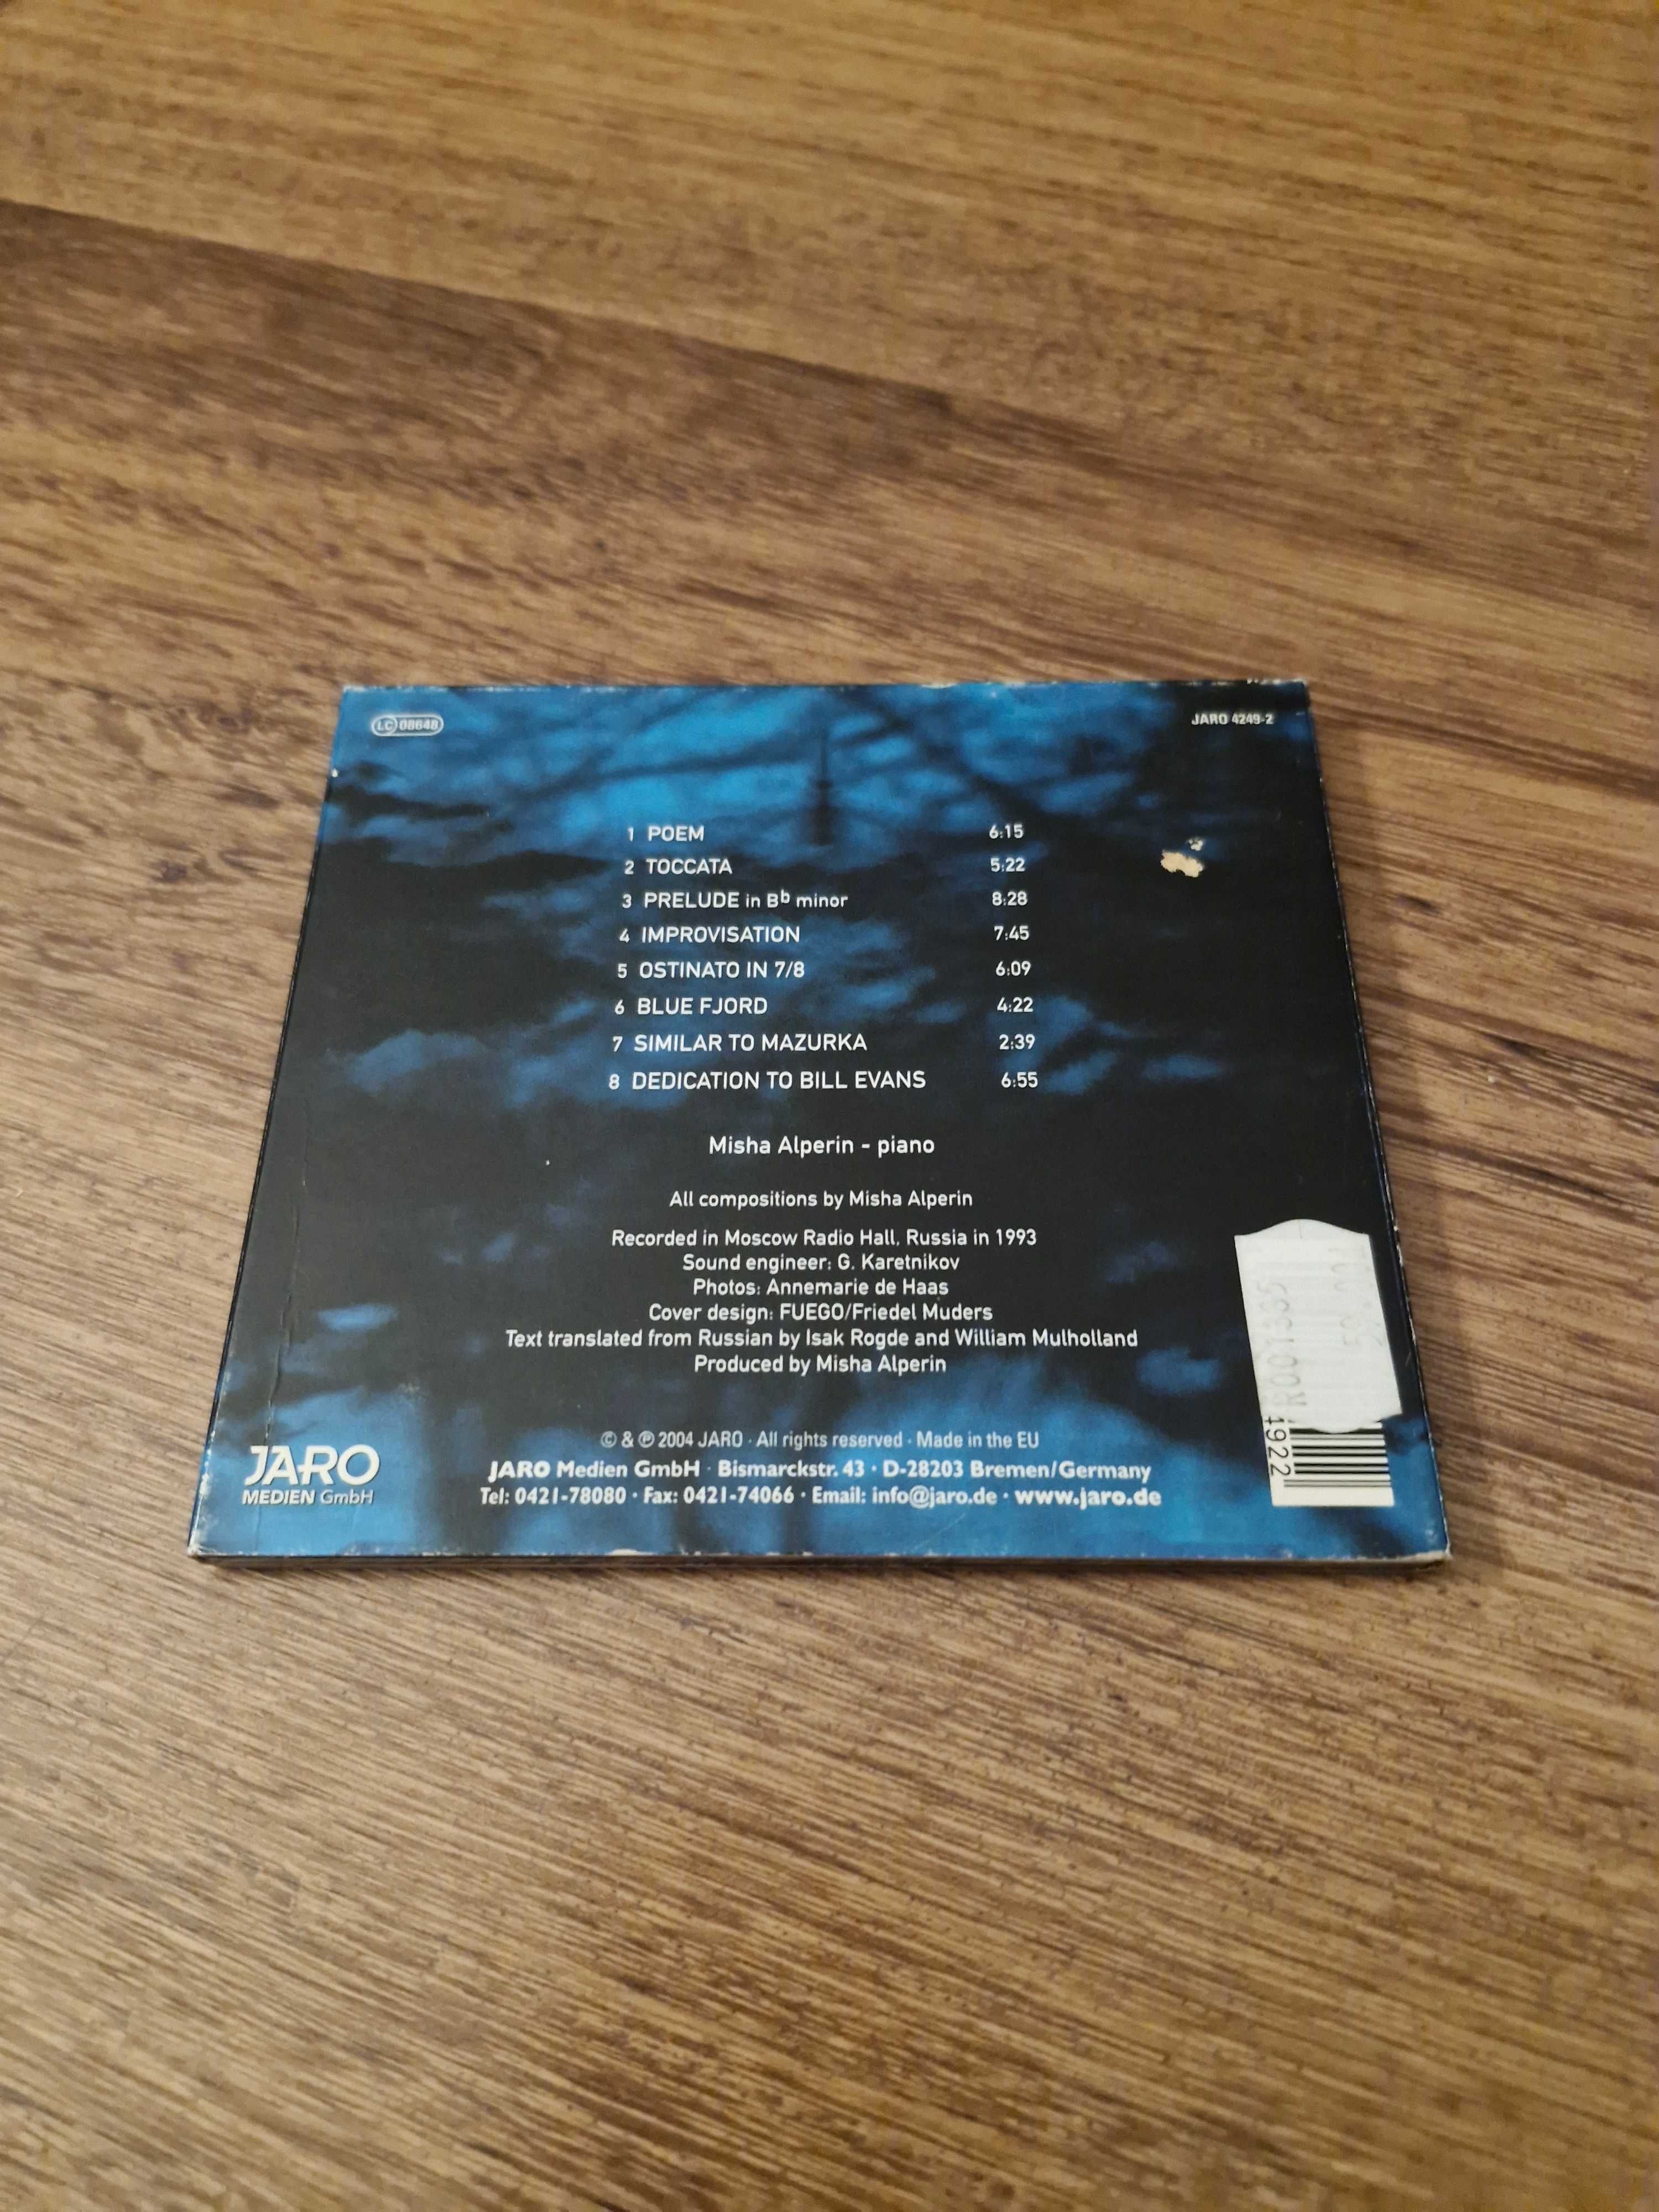 LC 08648
JARO 4249-2
1 POEM 6:15
2 TOCCATA 5:22
3 PRELUDE in Bb minor 8:28
4 IMPROVISATION 7:45
5 OSTINATO IN 7/8 6:09
6 BLUE FJORD 4:22
7 SIMILAR TO MAZURKA 2:39
8 DEDICATION TO BILL EVANS 6:55
Misha Alperin - piano
All compositions by Misha Alperin
Recorded in Moscow Radio Hall, Russia in 1993
Sound engineer: G. Karetnikov
Photos: Annemarie de Haas
Cover design: FUEGO/Friedel Muders
Text translated from Russian by Isak Rogde and William Mulholland
Produced by Misha Alperin
© & ℗ 2004 JARO · All rights reserved · Made in the EU
JARO Medien GmbH · Bismarckstr. 43 · D-28203 Bremen/Germany
Tel: 0421-78080 · Fax: 0421-74066 · Email: info@jaro.de · www.jaro.de
JARO
MEDIEN GmbH
4922